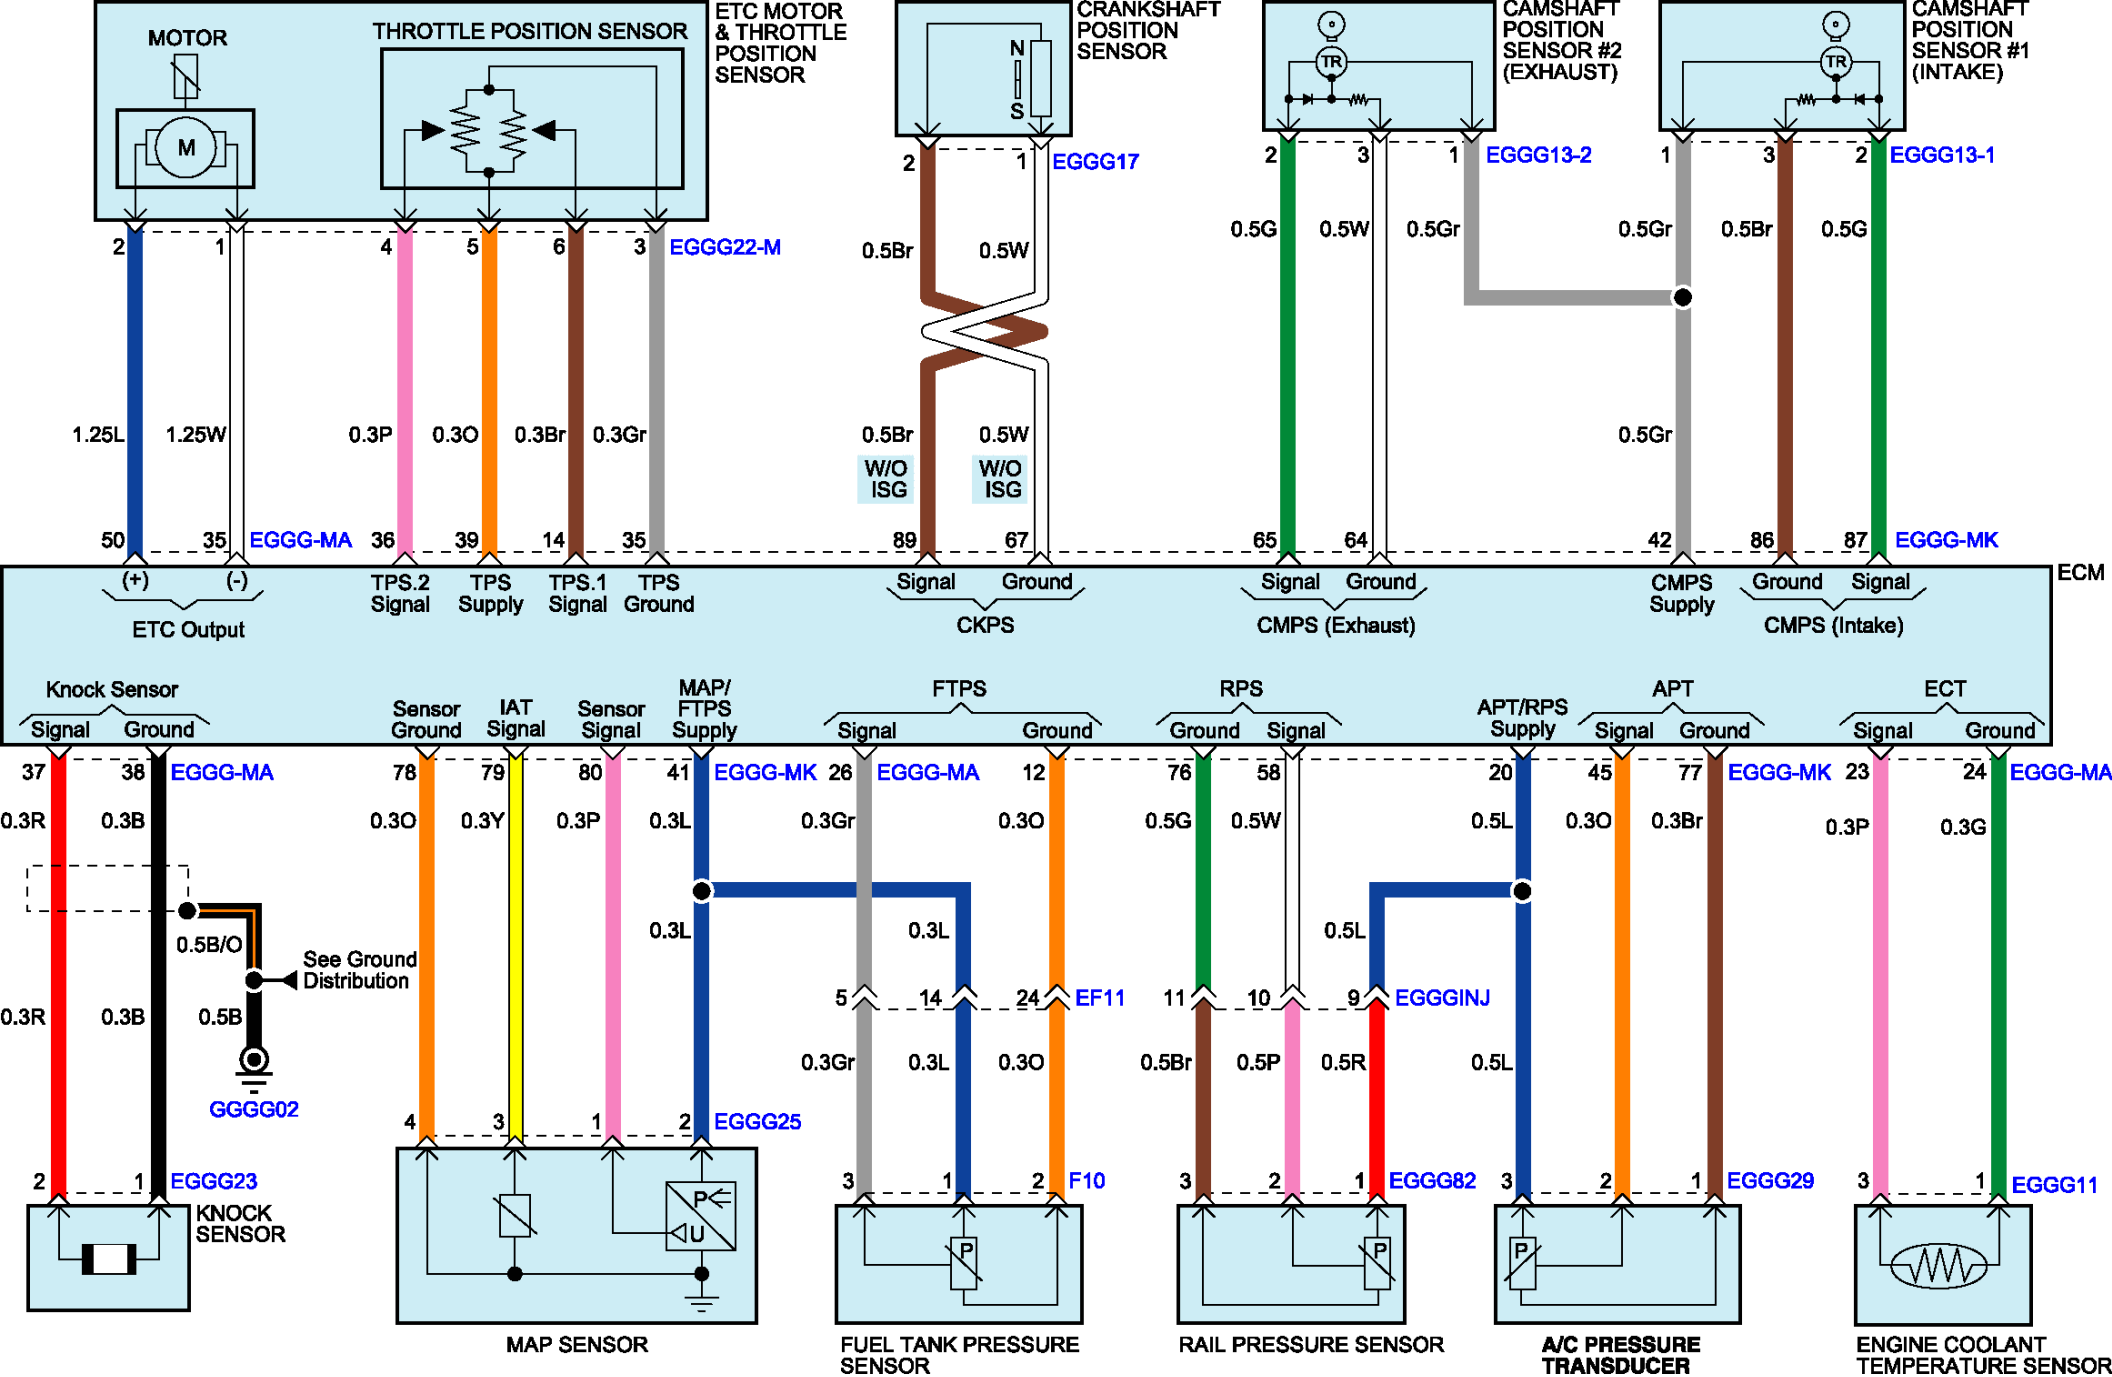 MOTOR
THROTTLE POSITION SENSOR
M
ETC MOTOR
& THROTTLE
POSITION
SENSOR
N
S
CRANKSHAFT
POSITION
SENSOR
TR
CAMSHAFT
POSITION
SENSOR #2
(EXHAUST)
TR
CAMSHAFT
POSITION
SENSOR #1
(INTAKE)
2 1 4 5 6 3 EGGG22-M
2 1 EGGG17
2 3 1 EGGG13-2
1 3 2 EGGG13-1
0.5Br 0.5W
0.5G 0.5W 0.5Gr 0.5Gr 0.5Br 0.5G
1.25L 1.25W 0.3P 0.3O 0.3Br 0.3Gr
0.5Br 0.5W 0.5Gr
W/O
ISG
W/O
ISG
50 35 EGGG-MA 36 39 14 35 89 67 65 64 42 86 87 EGGG-MK
ECM
(+) (-)
ETC Output
TPS.2
Signal
TPS
Supply
TPS.1
Signal
TPS
Ground
Signal Ground
CKPS
Signal Ground
CMPS (Exhaust)
CMPS
Supply
Ground Signal
CMPS (Intake)
Knock Sensor
Signal Ground
Sensor
Ground
IAT
Signal
Sensor
Signal
MAP/
FTPS
Supply
FTPS
Signal Ground
RPS
Ground Signal
APT/RPS
Supply
APT
Signal Ground
ECT
Signal Ground
37 38 EGGG-MA 78 79 80 41 EGGG-MK 26 EGGG-MA 12 76 58 20 45 77 EGGG-MK 23 24 EGGG-MA
0.3R 0.3B 0.3O 0.3Y 0.3P 0.3L 0.3Gr 0.3O 0.5G 0.5W 0.5L 0.3O 0.3Br 0.3P 0.3G
0.5B/O
0.3L 0.3L 0.5L
See Ground
Distribution
5 14 24 EF11
11 10 9 EGGGINJ
0.3R 0.3B 0.5B
0.3Gr 0.3L 0.3O 0.5Br 0.5P 0.5R 0.5L
GGGG02
4 3 1 2 EGGG25
2 1 EGGG23
3 1 2 F10
3 2 1 EGGG82
3 2 1 EGGG29
3 1 EGGG11
KNOCK
SENSOR
P
U
P
P
P
MAP SENSOR
FUEL TANK PRESSURE
SENSOR
RAIL PRESSURE SENSOR
A/C PRESSURE
TRANSDUCER
ENGINE COOLANT
TEMPERATURE SENSOR